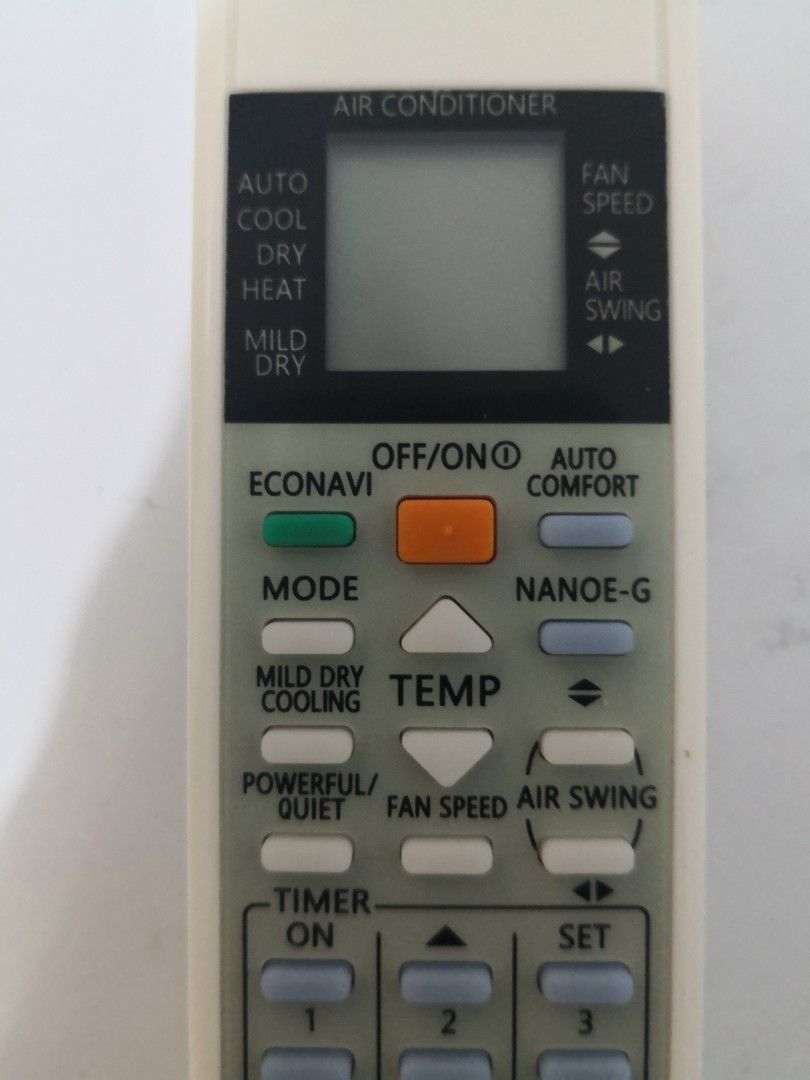 AIR CONDITIONER
AUTO
COOL
DRY
HEAT
MILD
DRY
FAN
SPEED
AIR
SWING
OFF/ON
ECONAVI
AUTO
COMFORT
MODE
NANOE-G
MILD DRY
COOLING
TEMP
POWERFUL/
QUIET
FAN SPEED
AIR SWING
TIMER
ON
SET
1 2 3